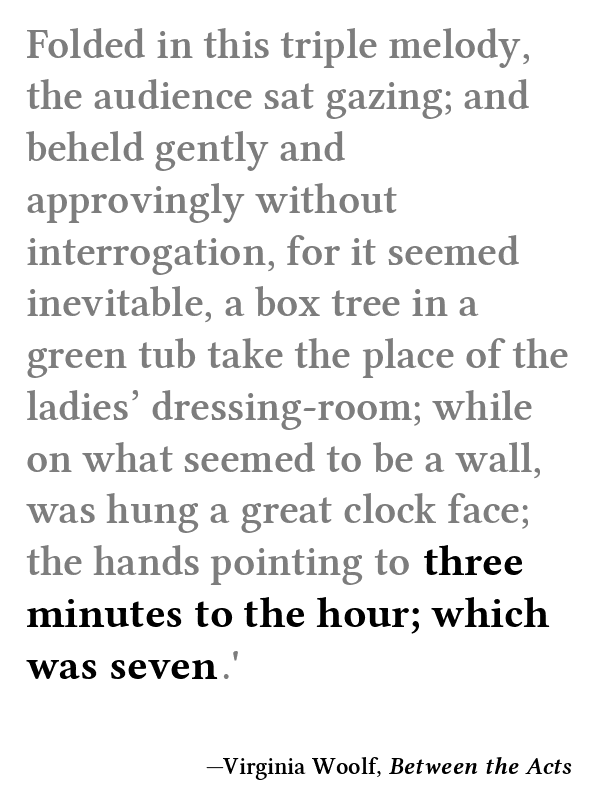 Folded in this triple melody,
the audience sat gazing; and
beheld gently and
approvingly without
interrogation, for it seemed
inevitable, a box tree in a
green tub take the place of the
ladies’ dressing-room; while
on what seemed to be a wall,
was hung a great clock face;
the hands pointing to three
minutes to the hour; which
was seven.'
—Virginia Woolf, Between the Acts